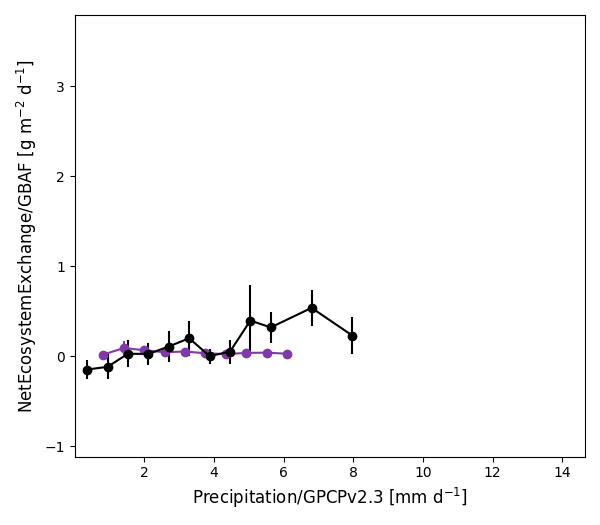 NetEcosystemExchange/GBAF [g m⁻² d⁻¹]
3
2
1
0
−1
2 4 6 8 10 12 14
Precipitation/GPCPv2.3 [mm d⁻¹]